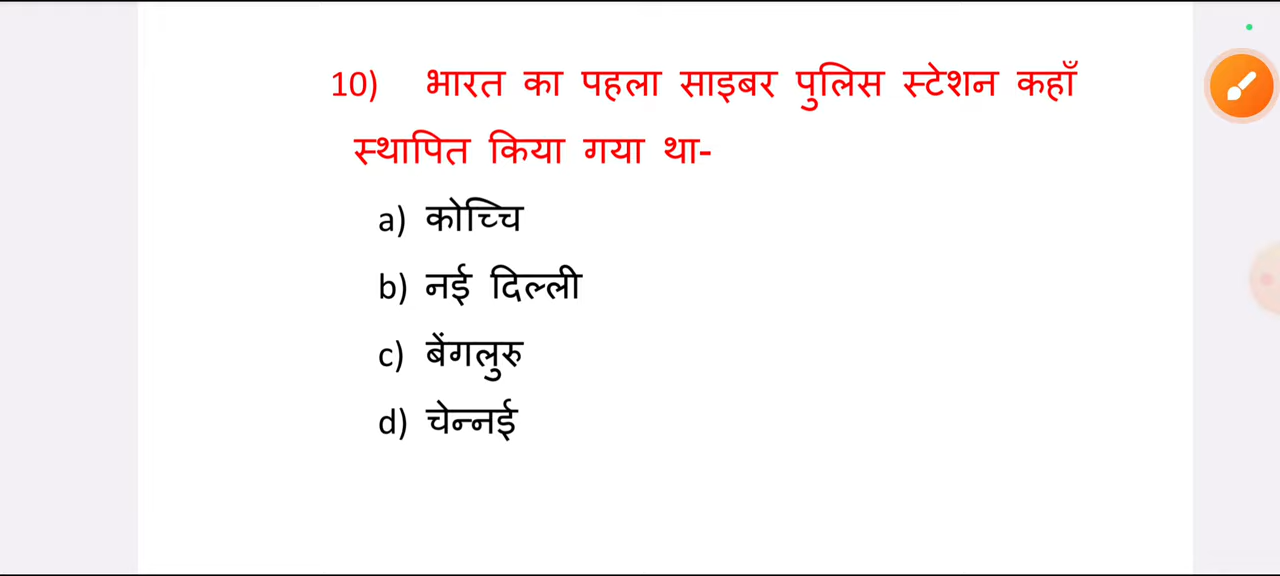 10) भारत का पहला साइबर पुलिस स्टेशन कहाँ
स्थापित किया गया था-
a) कोच्चि
b) नई दिल्ली
c) बेंगलुरु
d) चेन्नई